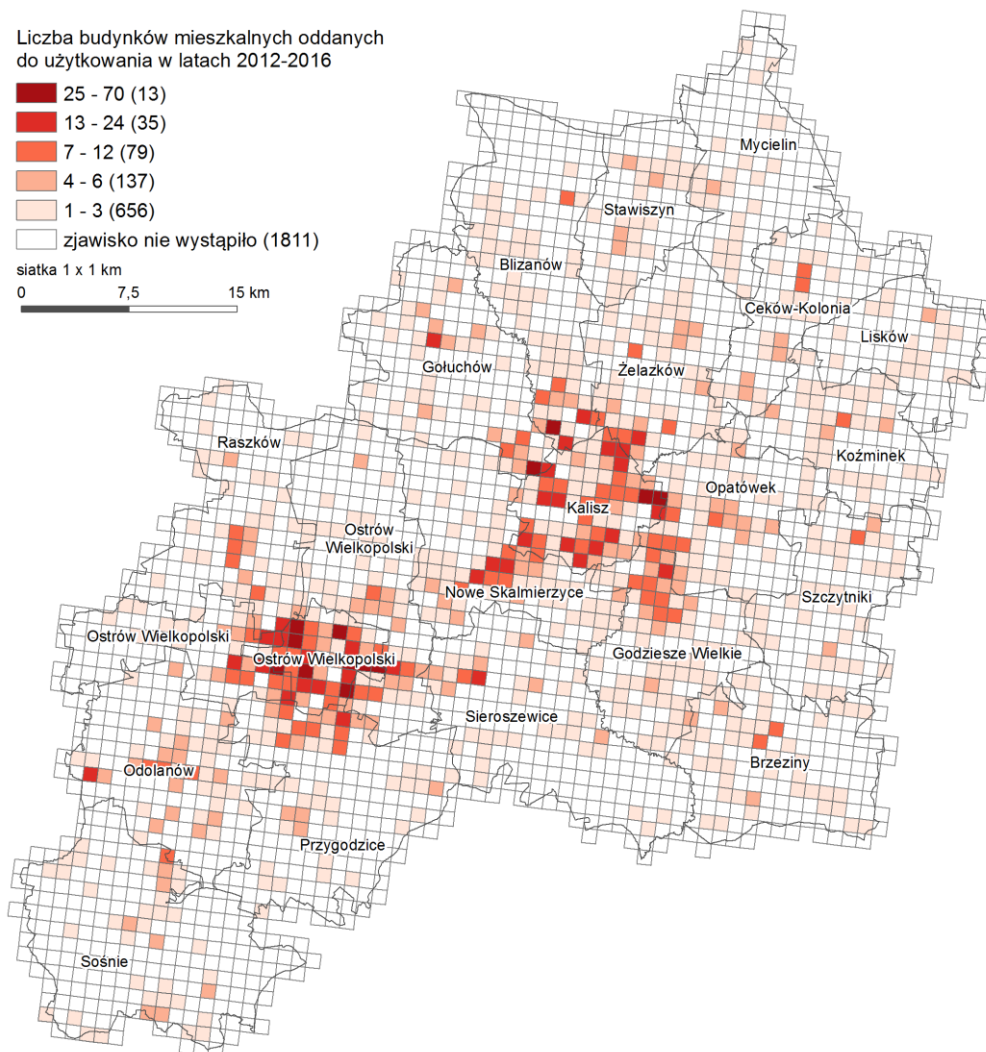 Liczba budynków mieszkalnych oddanych
do użytkowania w latach 2012-2016
25 - 70 (13)
13 - 24 (35)
7 - 12 (79)
4 - 6 (137)
1 - 3 (656)
zjawisko nie wystąpiło (1811)
siatka 1 x 1 km
0 7,5 15 km
Mycielin
Stawiszyn
Blizanów
Ceków-Kolonia
Lisków
Gołuchów
Żelazków
Raszków
Koźminek
Opatówek
Kalisz
Ostrów
Wielkopolski
Nowe Skalmierzyce
Szczytniki
Ostrów Wielkopolski
Ostrów Wielkopolski
Godziesze Wielkie
Sieroszewice
Brzeziny
Odolanów
Przygodzice
Sośnie